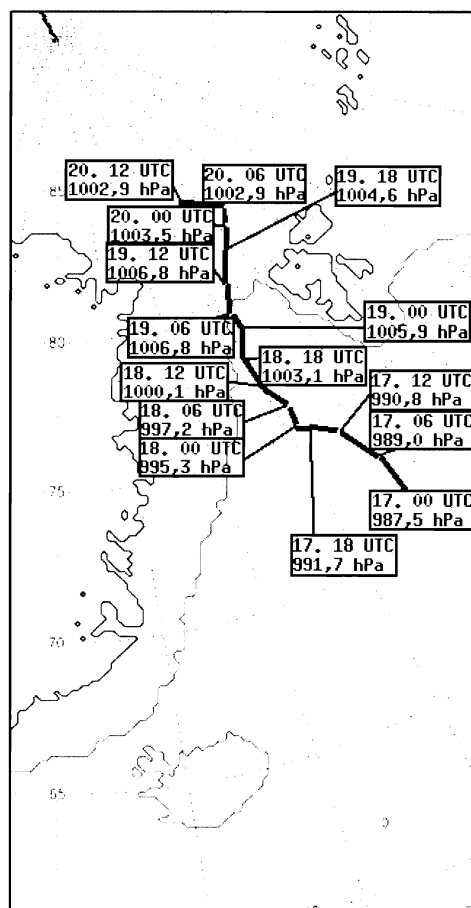 20. 12 UTC
1002,9 hPa
20. 06 UTC
1002,9 hPa
19. 18 UTC
1004,6 hPa
85
20. 00 UTC
1003,5 hPa
19. 12 UTC
1006,8 hPa
19. 00 UTC
1005,9 hPa
19. 06 UTC
1006,8 hPa
80
18. 18 UTC
1003,1 hPa
18. 12 UTC
1000,1 hPa
17. 12 UTC
990,8 hPa
18. 06 UTC
997,2 hPa
17. 06 UTC
989,0 hPa
18. 00 UTC
995,3 hPa
75
17. 00 UTC
987,5 hPa
17. 18 UTC
991,7 hPa
70
65
0